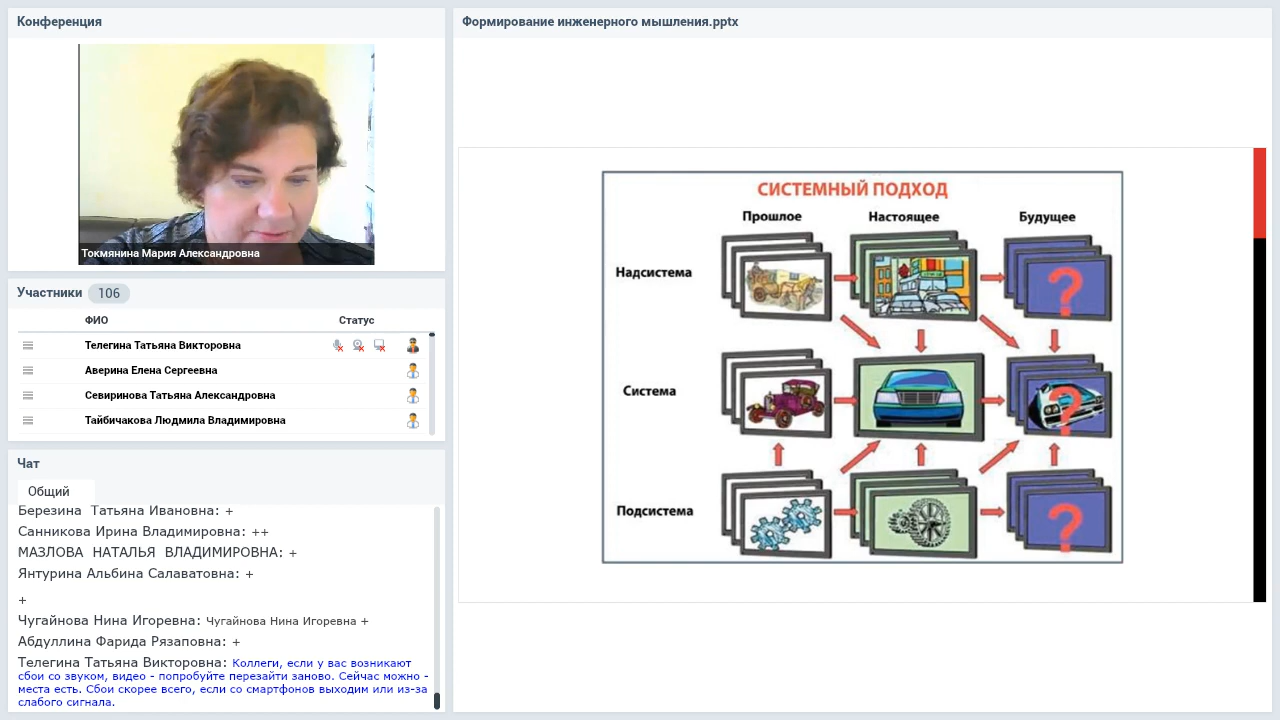 Конференция
Токмянина Мария Александровна
Участники 106
ФИО Статус
Телегина Татьяна Викторовна
Аверина Елена Сергеевна
Севиринова Татьяна Александровна
Тайбичакова Людмила Владимировна
Чат
Общий
Березина Татьяна Ивановна: +
Санникова Ирина Владимировна: ++
МАЗЛОВА НАТАЛЬЯ ВЛАДИМИРОВНА: +
Янтурина Альбина Салаватовна: +
+
Чугайнова Нина Игоревна: Чугайнова Нина Игоревна +
Абдуллина Фарида Рязаповна: +
Телегина Татьяна Викторовна: Коллеги, если у вас возникают
сбои со звуком, видео - попробуйте перезайти заново. Сейчас можно -
места есть. Сбои скорее всего, если со смартфонов выходим или из-за
слабого сигнала.
Формирование инженерного мышления.pptx
СИСТЕМНЫЙ ПОДХОД
Прошлое Настоящее Будущее
Надсистема ?
Система ?
Подсистема ?